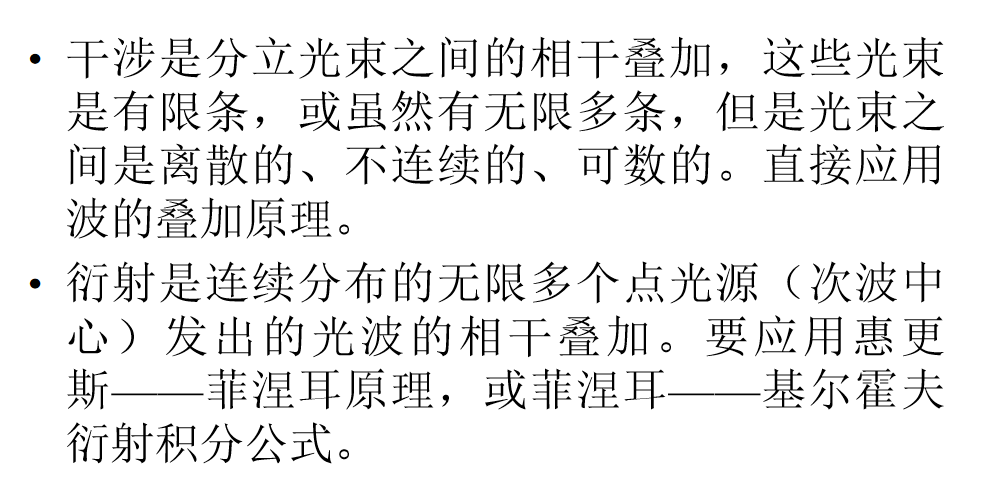 • 干涉是分立光束之间的相干叠加，这些光束
是有限条，或虽然有无限多条，但是光束之
间是离散的、不连续的、可数的。直接应用
波的叠加原理。
• 衍射是连续分布的无限多个点光源（次波中
心）发出的光波的相干叠加。要应用惠更
斯——菲涅耳原理，或菲涅耳——基尔霍夫
衍射积分公式。